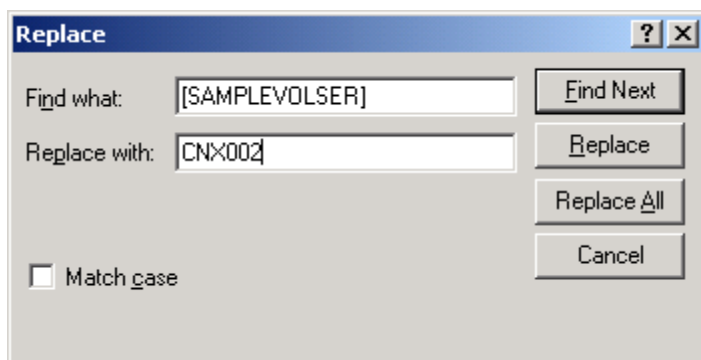 Replace
Find what: [SAMPLEVOLSER] Find Next
Replace with: CNX002 Replace
Replace All
Cancel
Match case